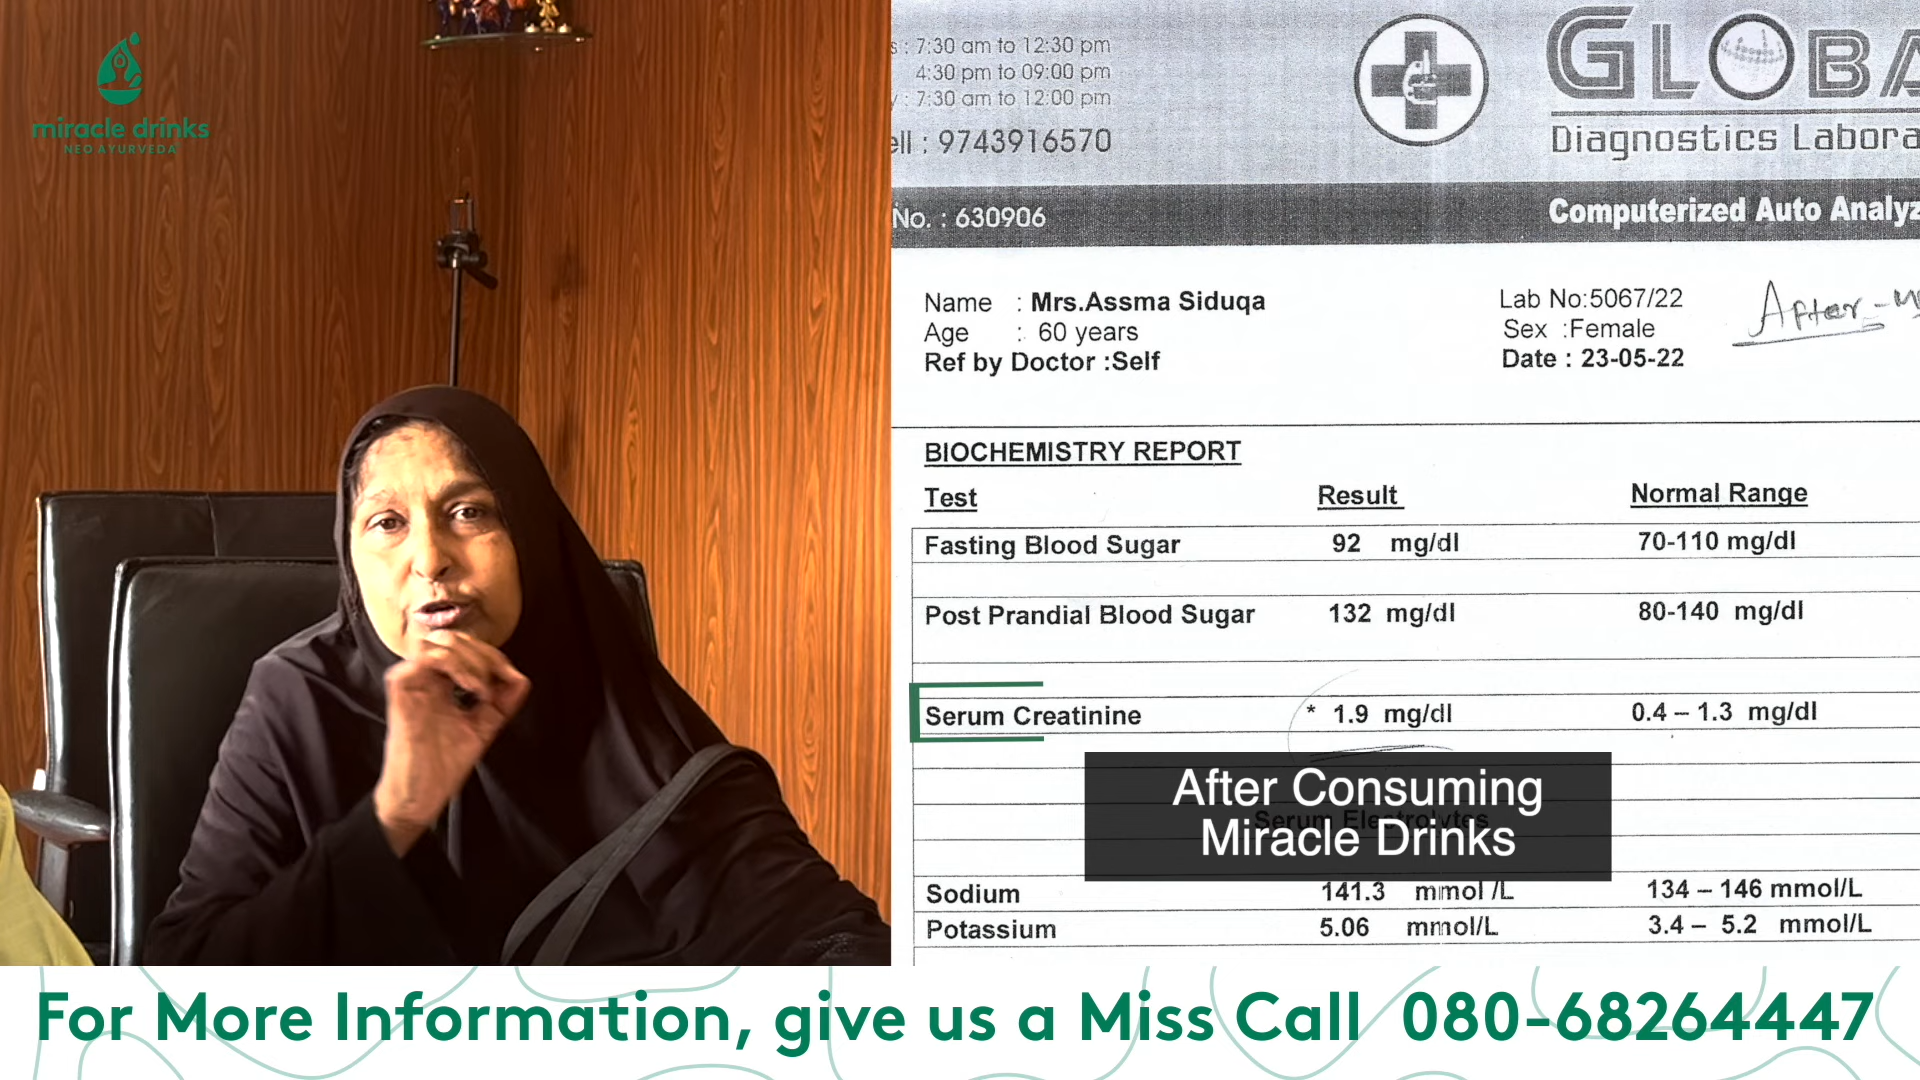 miracle drinks
NEO AYURVEDA
: 7:30 am to 12:30 pm
4:30 pm to 09:00 pm
: 7:30 am to 12:00 pm
: 9743916570
GLOBA
Diagnostics Labora
No. : 630906
Computerized Auto Analyz
Name : Mrs.Assma Siduqa
Lab No:5067/22
After -
Age : 60 years
Sex :Female
Ref by Doctor :Self
Date : 23-05-22
BIOCHEMISTRY REPORT
Test Result Normal Range
Fasting Blood Sugar 92 mg/dl 70-110 mg/dl
Post Prandial Blood Sugar 132 mg/dl 80-140 mg/dl
Serum Creatinine * 1.9 mg/dl 0.4 – 1.3 mg/dl
After Consuming
Serum Electrolytes
Miracle Drinks
Sodium 141.3 mmol /L 134 – 146 mmol/L
Potassium 5.06 mmol/L 3.4 – 5.2 mmol/L
For More Information, give us a Miss Call 080-68264447